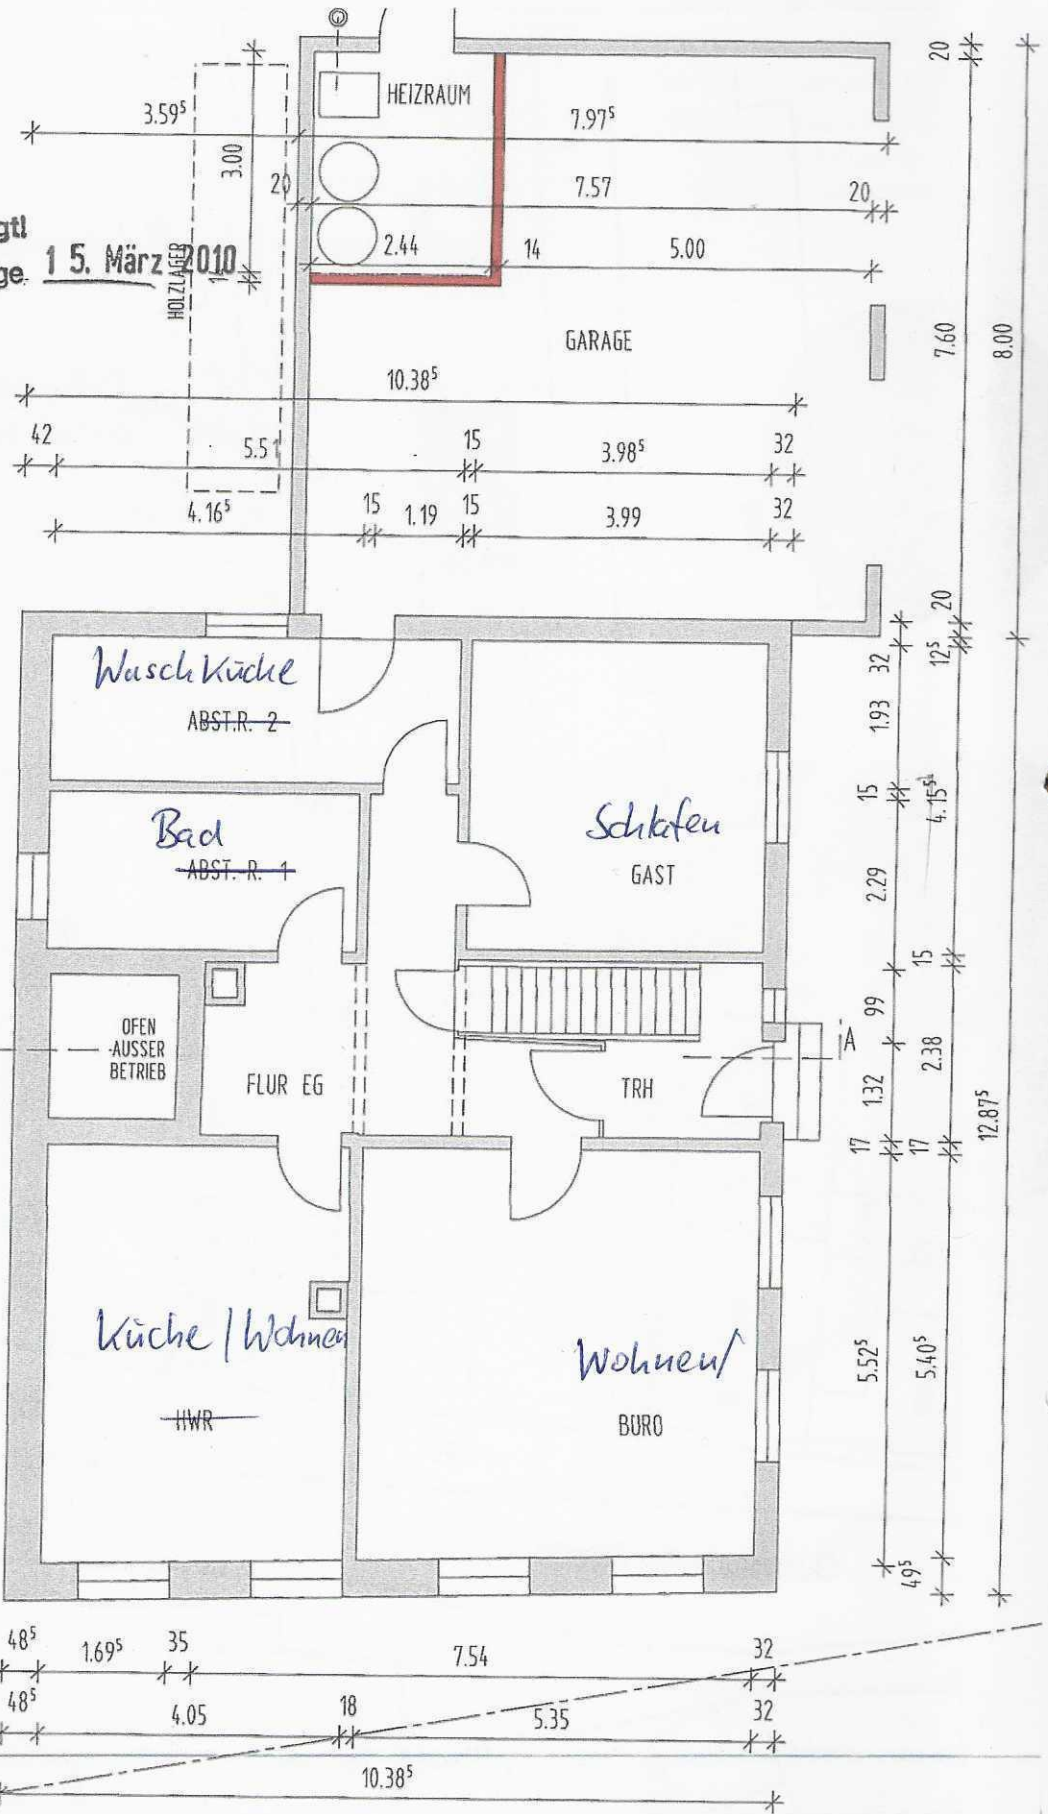 HEIZRAUM
20
3.59⁵
7.97⁵
3.00
20
7.57
20
gtl
ge
15. März 2010
HOLZLAGER
2.44
14
5.00
GARAGE
7.60
8.00
10.38⁵
42
5.51
15
3.98⁵
32
4.16⁵
15
1.19
15
3.99
32
20
Waschküche
ABST.R. 2
32
12⁵
1.93
Bad
ABST.-R. 1
Schlafen
GAST
15
4.15⁵
2.29
15
OFEN
AUSSER
BETRIEB
FLUR EG
TRH
A
99
2.38
1.32
12.87⁵
17
17
Küche / Wohnen
HWR
Wohnen/
BÜRO
5.52⁵
5.40⁵
49⁵
48⁵
1.69⁵
35
7.54
32
48⁵
4.05
18
5.35
32
10.38⁵